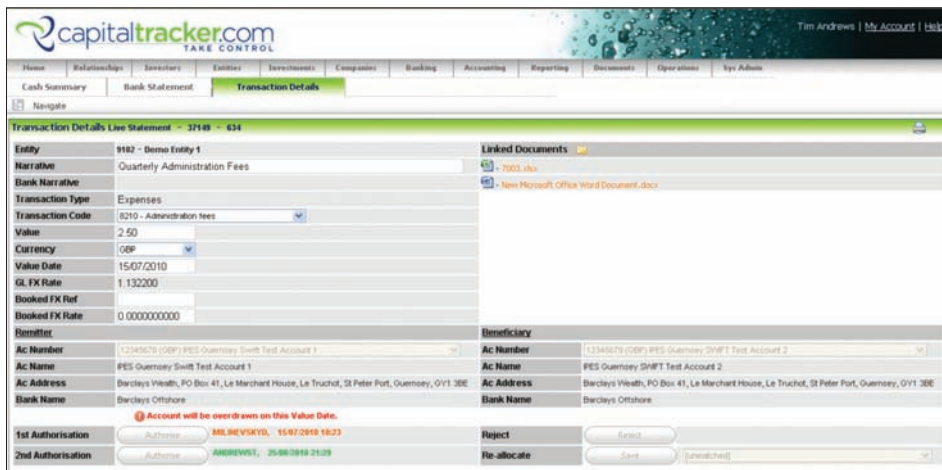 capitaltracker.com
TAKE CONTROL
Tim Andrews | My Account | Help
Home Relationships Investors Entities Investments Companies Banking Accounting Reporting Documents Operations Sys Admin
Cash Summary Bank Statement Transaction Details
Navigate
Transaction Details Live Statement - 37149 - 634
Entity 9182 - Demo Entity 1 Linked Documents
Narrative Quarterly Administration Fees - 7003.xlsx
Bank Narrative - New Microsoft Office Word Document.docx
Transaction Type Expenses
Transaction Code 8210 - Administration fees
Value 2.50
Currency GBP
Value Date 15/07/2010
GL FX Rate 1.132200
Booked FX Ref
Booked FX Rate 0.0000000000
Remitter Beneficiary
Ac Number 12345678 (GBP) IPES Guernsey Swift Test Account 1 Ac Number 12345678 (GBP) IPES Guernsey SWIFT Test Account 2
Ac Name IPES Guernsey Swift Test Account 1 Ac Name IPES Guernsey SWIFT Test Account 2
Ac Address Barclays Wealth, PO Box 41, Le Marchant House, Le Truchot, St Peter Port, Guernsey, GY1 3BE Ac Address Barclays Wealth, PO Box 41, Le Marchant House, Le Truchot, St Peter Port, Guernsey, GY1 3BE
Bank Name Barclays Offshore Bank Name Barclays Offshore
Account will be overdrawn on this Value Date.
1st Authorisation Authorise MILINEVSKYD, 15/07/2010 10:23 Reject Reject
2nd Authorisation Authorise ANDREWST, 25/08/2010 21:29 Re-allocate Save [unmatched]